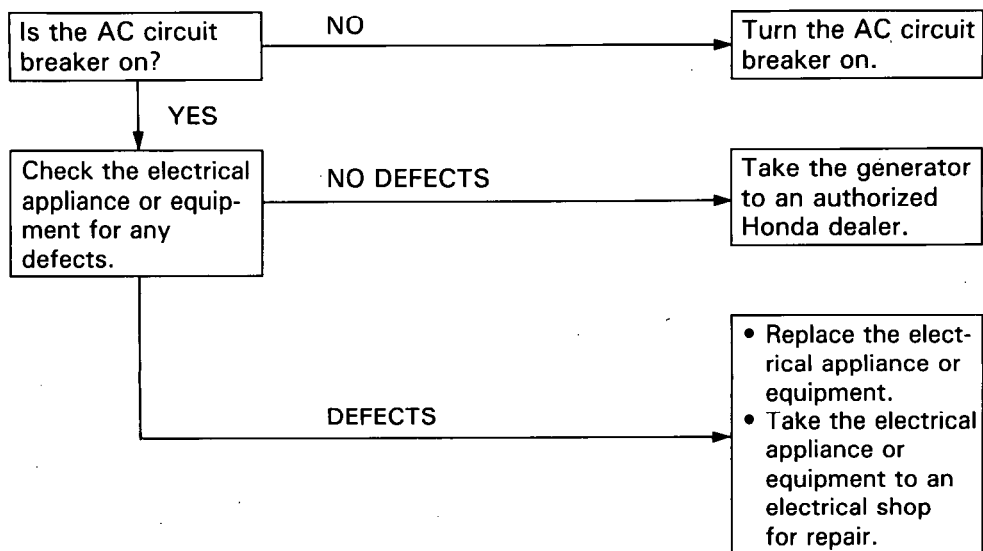 Is the AC circuit
breaker on?
NO
Turn the AC circuit
breaker on.
YES
Check the electrical
appliance or equip-
ment for any
defects.
NO DEFECTS
Take the generator
to an authorized
Honda dealer.
DEFECTS
• Replace the elect-
rical appliance or
equipment.
• Take the electrical
appliance or
equipment to an
electrical shop
for repair.